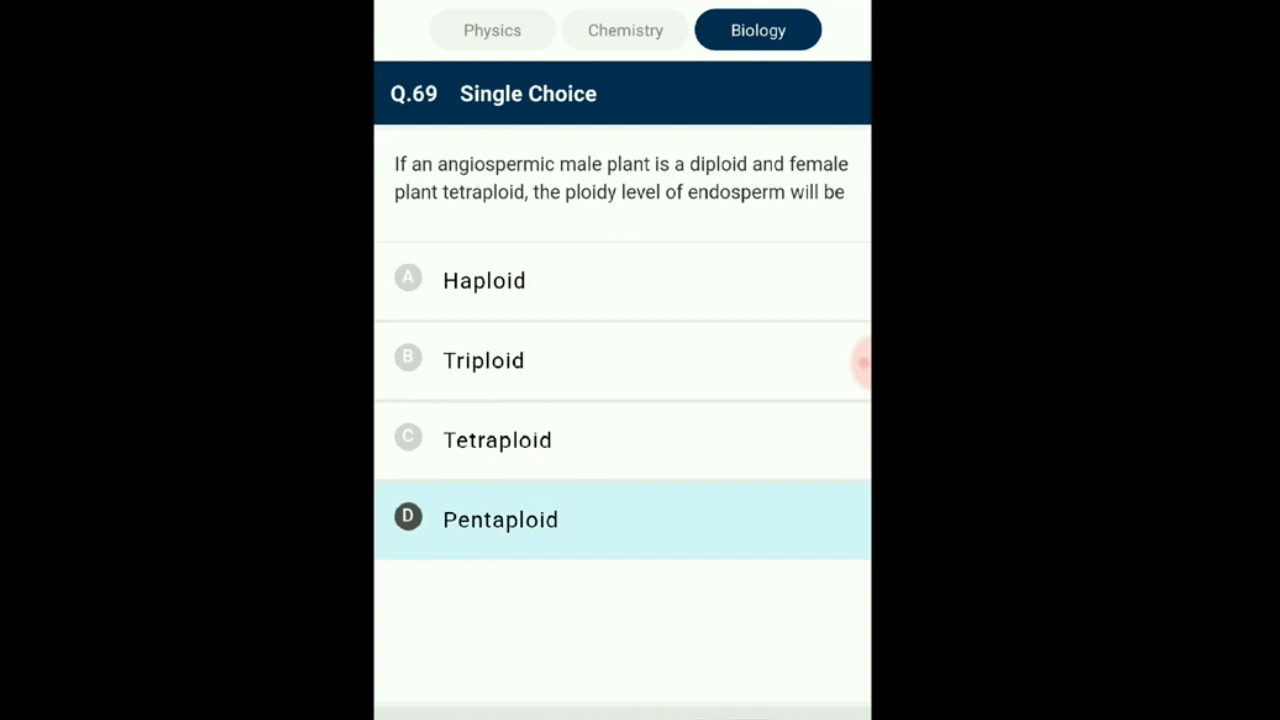 Physics Chemistry Biology
Q.69 Single Choice
If an angiospermic male plant is a diploid and female
plant tetraploid, the ploidy level of endosperm will be
A Haploid
B Triploid
C Tetraploid
D Pentaploid